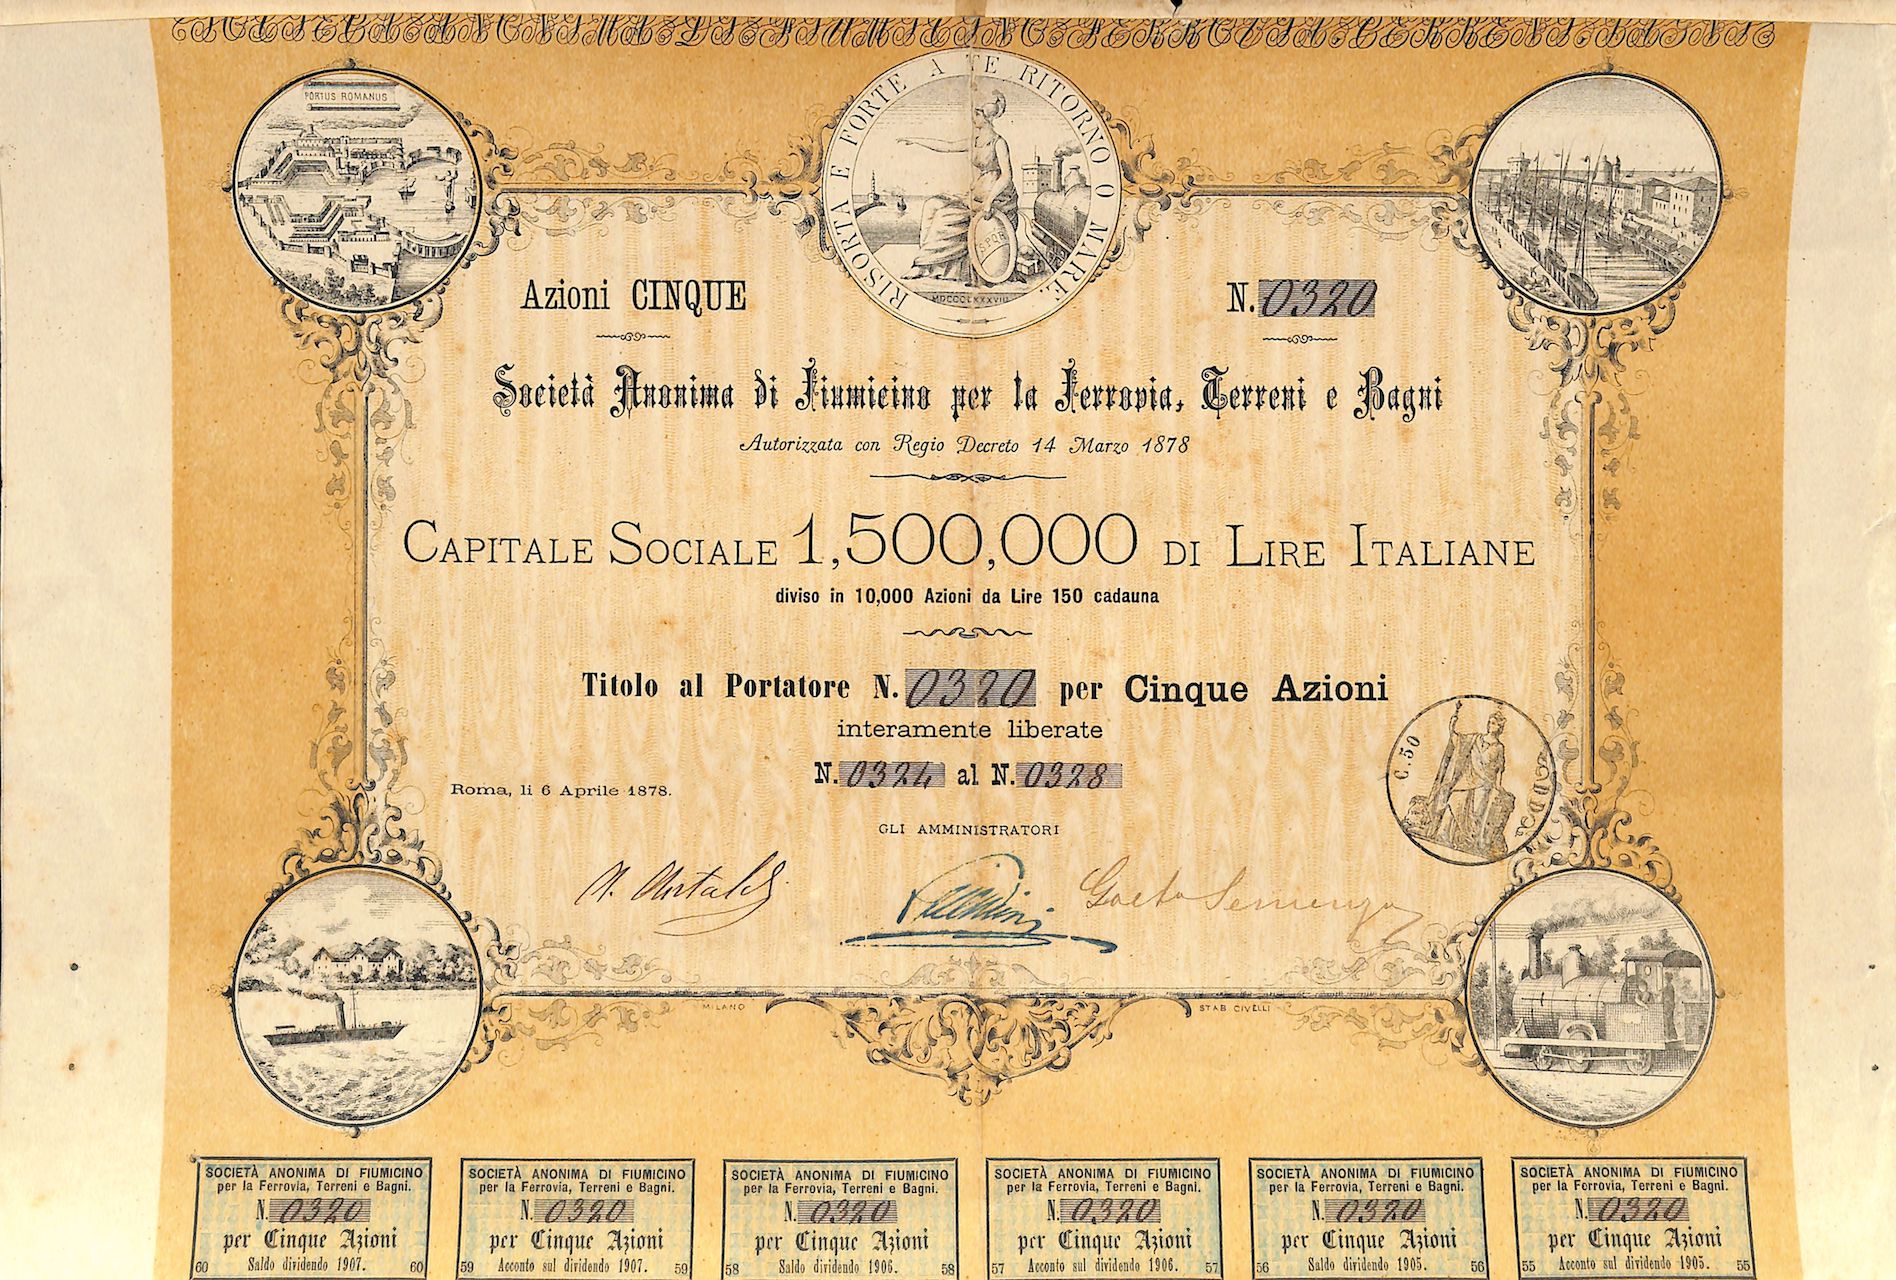 PORTUS ROMANUS
RISORTA E FORTE A TE RITORNO O MARE.
SPQR
Azioni CINQUE
N. 0320
Società Anonima di Fiumicino per la Ferrovia, Terreni e Bagni
Autorizzata con Regio Decreto 14 Marzo 1878
CAPITALE SOCIALE 1,500,000 DI LIRE ITALIANE
diviso in 10,000 Azioni da Lire 150 cadauna
Titolo al Portatore N. 0320 per Cinque Azioni
interamente liberate
N. 0324 al N. 0328
C. 50
Roma, li 6 Aprile 1878.
GLI AMMINISTRATORI
MILANO
STAB CIVELLI
SOCIETÀ ANONIMA DI FIUMICINO
per la Ferrovia, Terreni e Bagni.
N. 0320
per Cinque Azioni
60 Saldo dividendo 1907. 60
SOCIETÀ ANONIMA DI FIUMICINO
per la Ferrovia, Terreni e Bagni.
N. 0320
per Cinque Azioni
59 Acconto sul dividendo 1907. 59
SOCIETÀ ANONIMA DI FIUMICINO
per la Ferrovia, Terreni e Bagni.
N. 0320
per Cinque Azioni
58 Saldo dividendo 1906. 58
SOCIETÀ ANONIMA DI FIUMICINO
per la Ferrovia, Terreni e Bagni.
N. 0320
per Cinque Azioni
57 Acconto sul dividendo 1906. 57
SOCIETÀ ANONIMA DI FIUMICINO
per la Ferrovia, Terreni e Bagni.
N. 0320
per Cinque Azioni
56 Saldo dividendo 1905. 56
SOCIETÀ ANONIMA DI FIUMICINO
per la Ferrovia, Terreni e Bagni.
N. 0320
per Cinque Azioni
55 Acconto sul dividendo 1905. 55